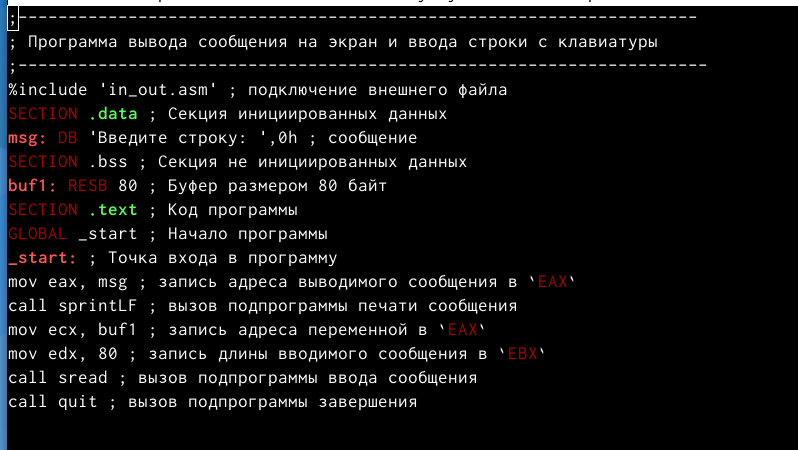 ;--------------------------------------------------------------------
; Программа вывода сообщения на экран и ввода строки с клавиатуры
;---------------------------------------------------------------------
%include 'in_out.asm' ; подключение внешнего файла
SECTION .data ; Секция инициированных данных
msg: DB 'Введите строку: ',0h ; сообщение
SECTION .bss ; Секция не инициированных данных
buf1: RESB 80 ; Буфер размером 80 байт
SECTION .text ; Код программы
GLOBAL _start ; Начало программы
_start: ; Точка входа в программу
mov eax, msg ; запись адреса выводимого сообщения в `EAX`
call sprintLF ; вызов подпрограммы печати сообщения
mov ecx, buf1 ; запись адреса переменной в `EAX`
mov edx, 80 ; запись длины вводимого сообщения в `EBX`
call sread ; вызов подпрограммы ввода сообщения
call quit ; вызов подпрограммы завершения